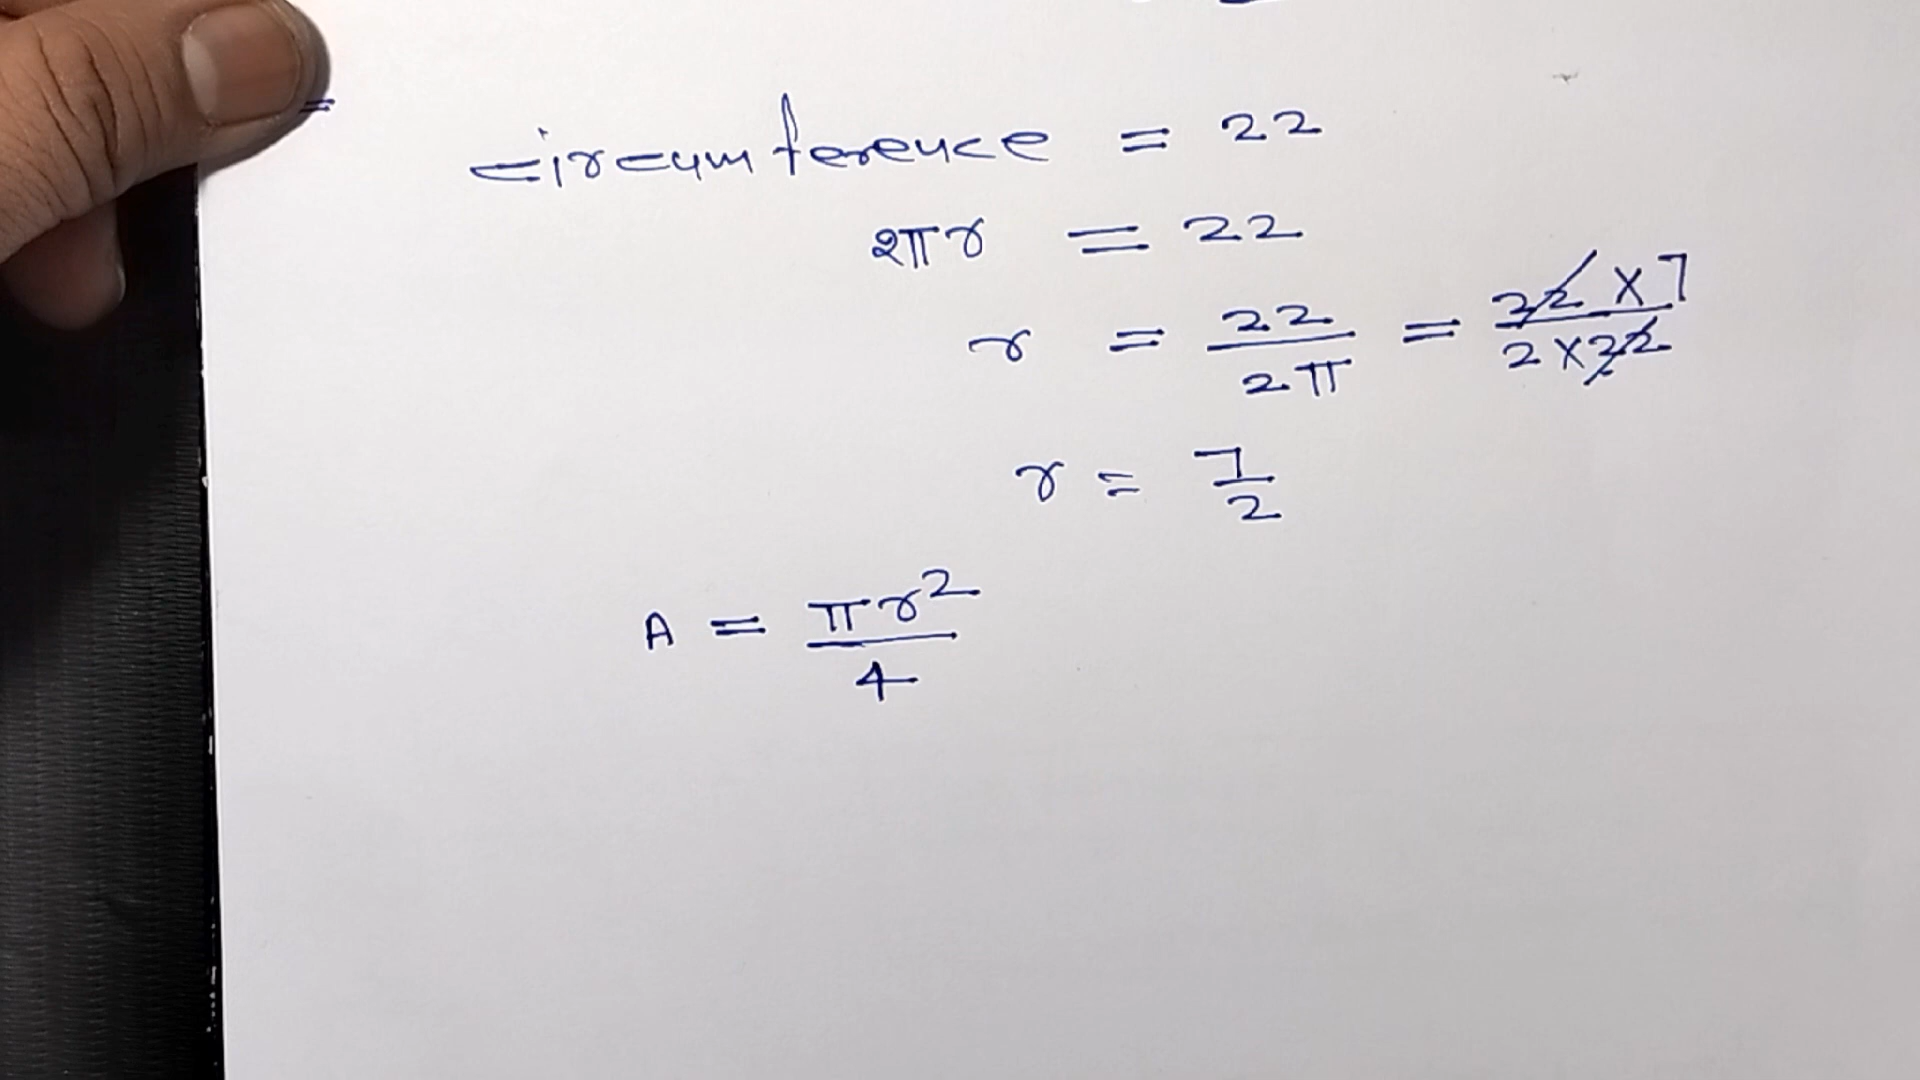 =
circumference = 22
2πr = 22
r = 22/2π = 22 x 7/2 x 22
r = 7/2
A = πr²/4